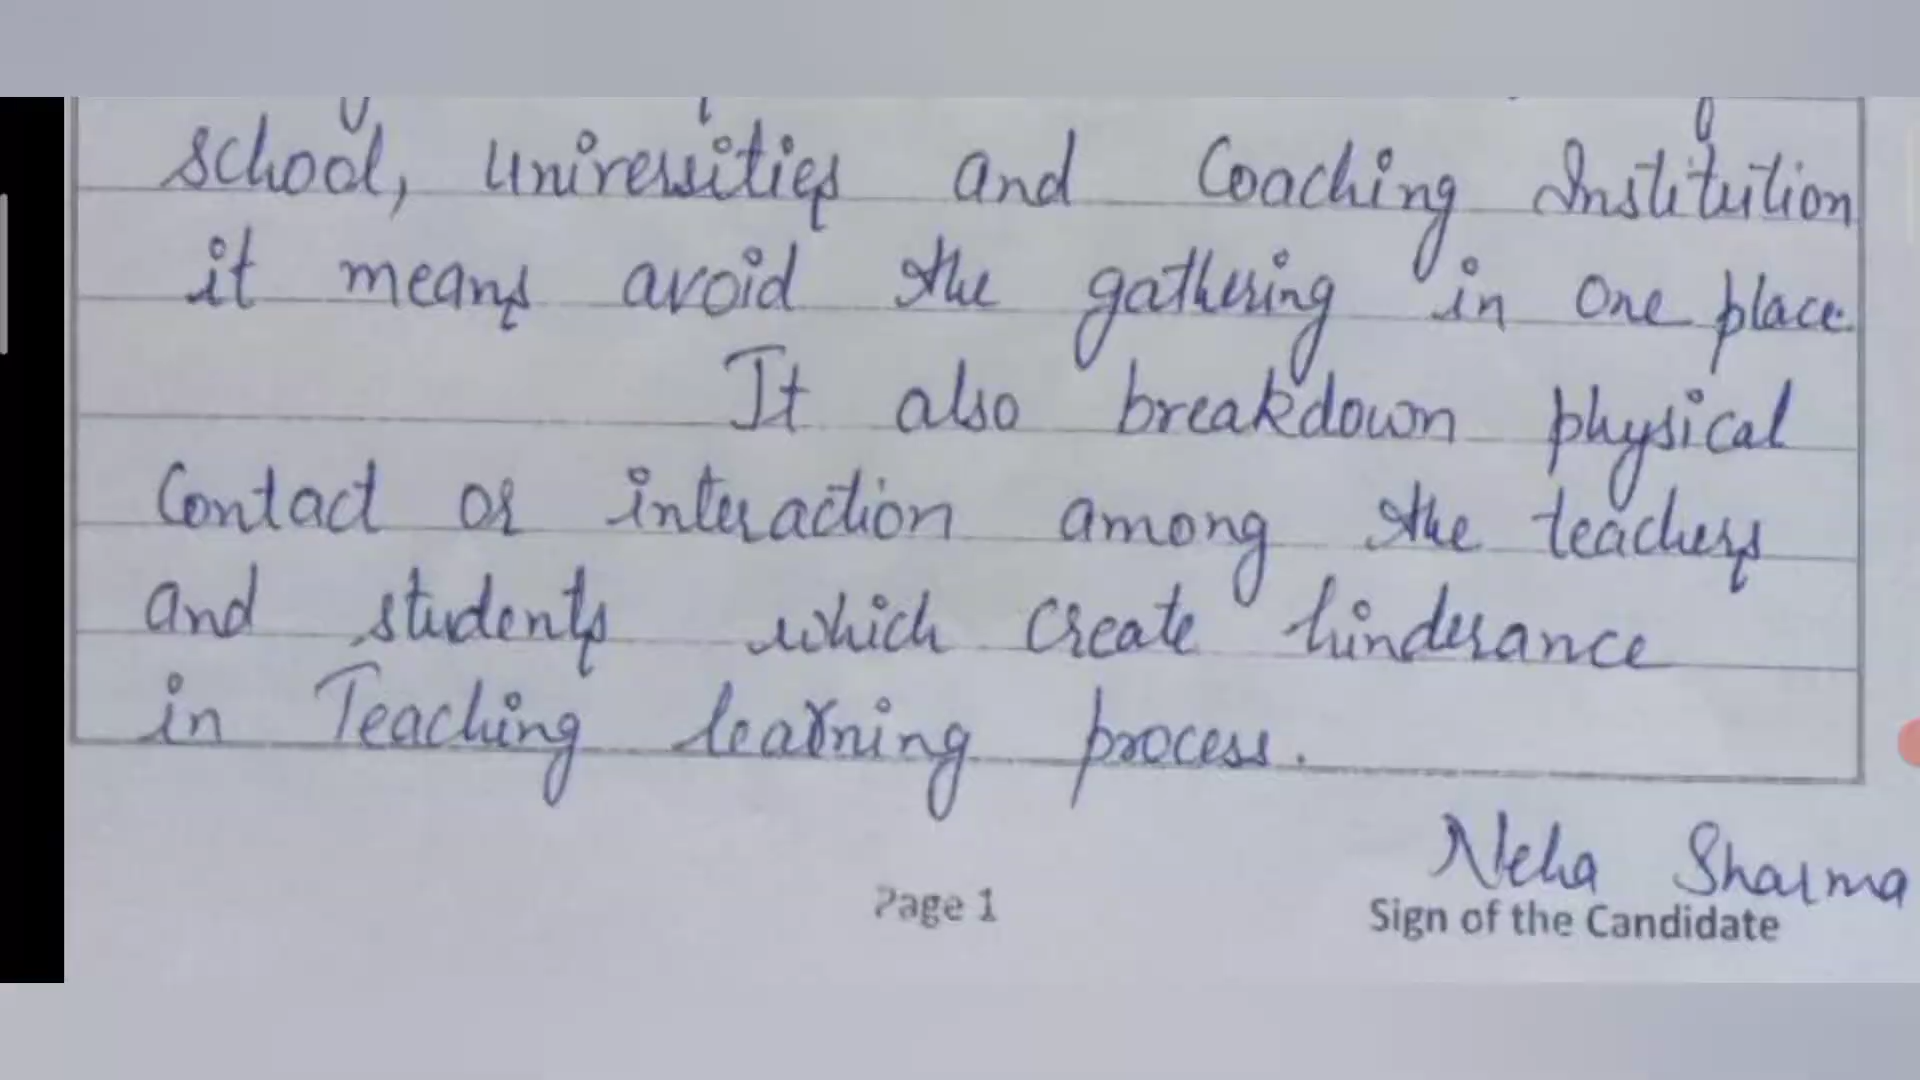 school, universities and Coaching Institution
it means avoid the gathering in one place
It also breakdown physical
Contact or interaction among the teachers
and students which create hinderance
in Teaching learning process.
Neha Sharma
Page 1
Sign of the Candidate